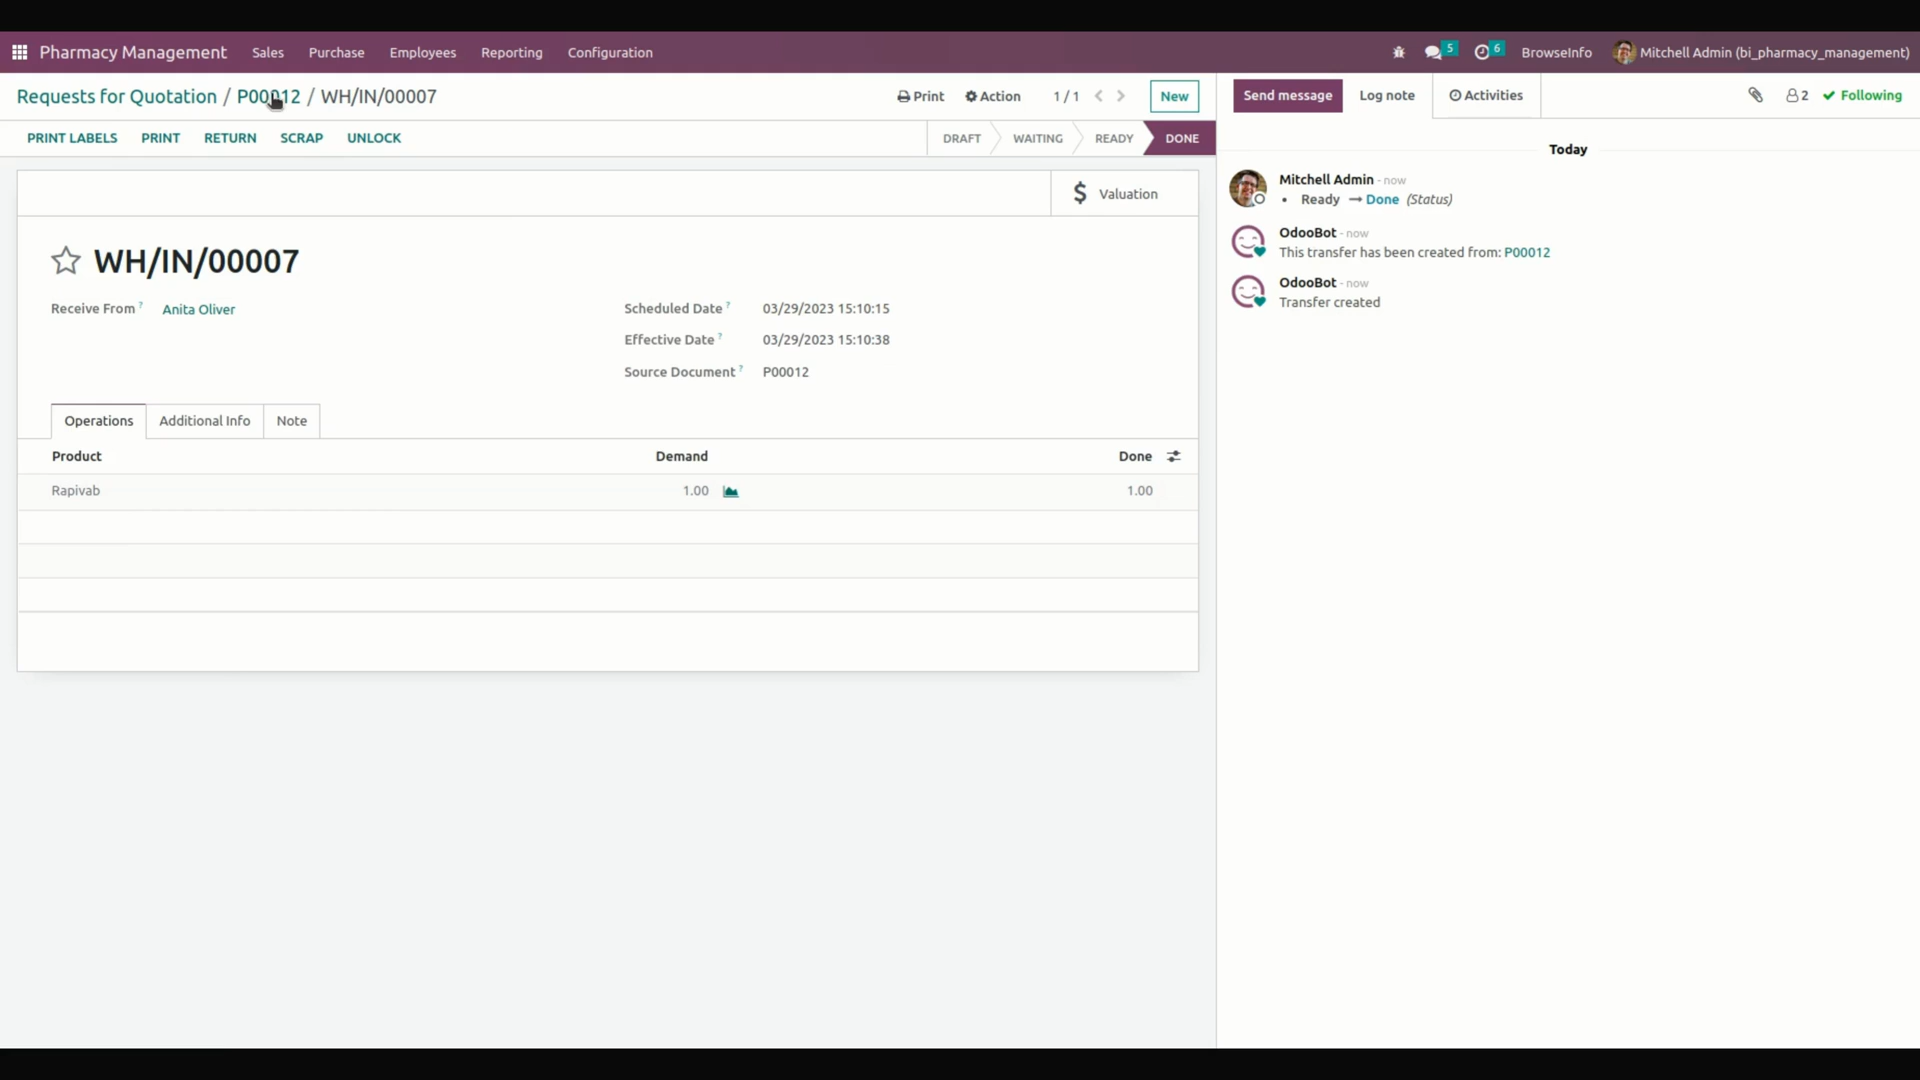 Pharmacy Management Sales Purchase Employees Reporting Configuration 5 6 BrowseInfo Mitchell Admin (bi_pharmacy_management)
Requests for Quotation / P00012 / WH/IN/00007 Print Action 1 / 1 New
PRINT LABELS PRINT RETURN SCRAP UNLOCK DRAFT WAITING READY DONE
$ Valuation
WH/IN/00007
Receive From ? Anita Oliver
Scheduled Date ? 03/29/2023 15:10:15
Effective Date ? 03/29/2023 15:10:38
Source Document ? P00012
Operations Additional Info Note
Product Demand Done
Rapivab 1.00 1.00
Send message Log note Activities 2 Following
Today
Mitchell Admin - now
• Ready → Done (Status)
OdooBot - now
This transfer has been created from: P00012
OdooBot - now
Transfer created